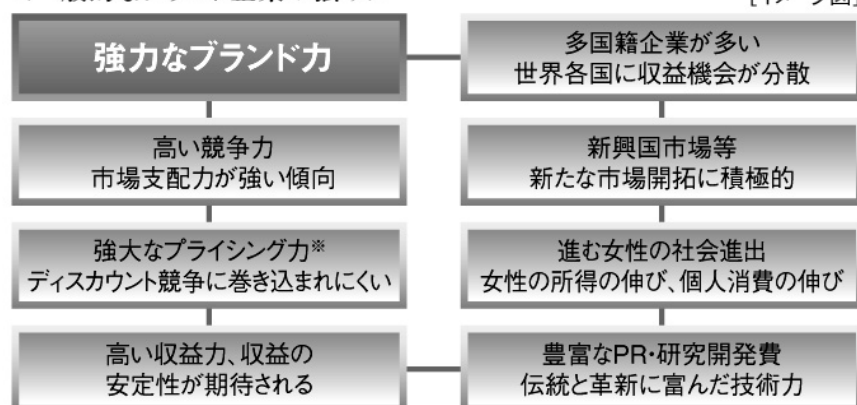 強力なブランド力
多国籍企業が多い
世界各国に収益機会が分散
高い競争力
市場支配力が強い傾向
新興国市場等
新たな市場開拓に積極的
強大なプライシング力※
ディスカウント競争に巻き込まれにくい
進む女性の社会進出
女性の所得の伸び、個人消費の伸び
高い収益力、収益の
安定性が期待される
豊富なPR・研究開発費
伝統と革新に富んだ技術力